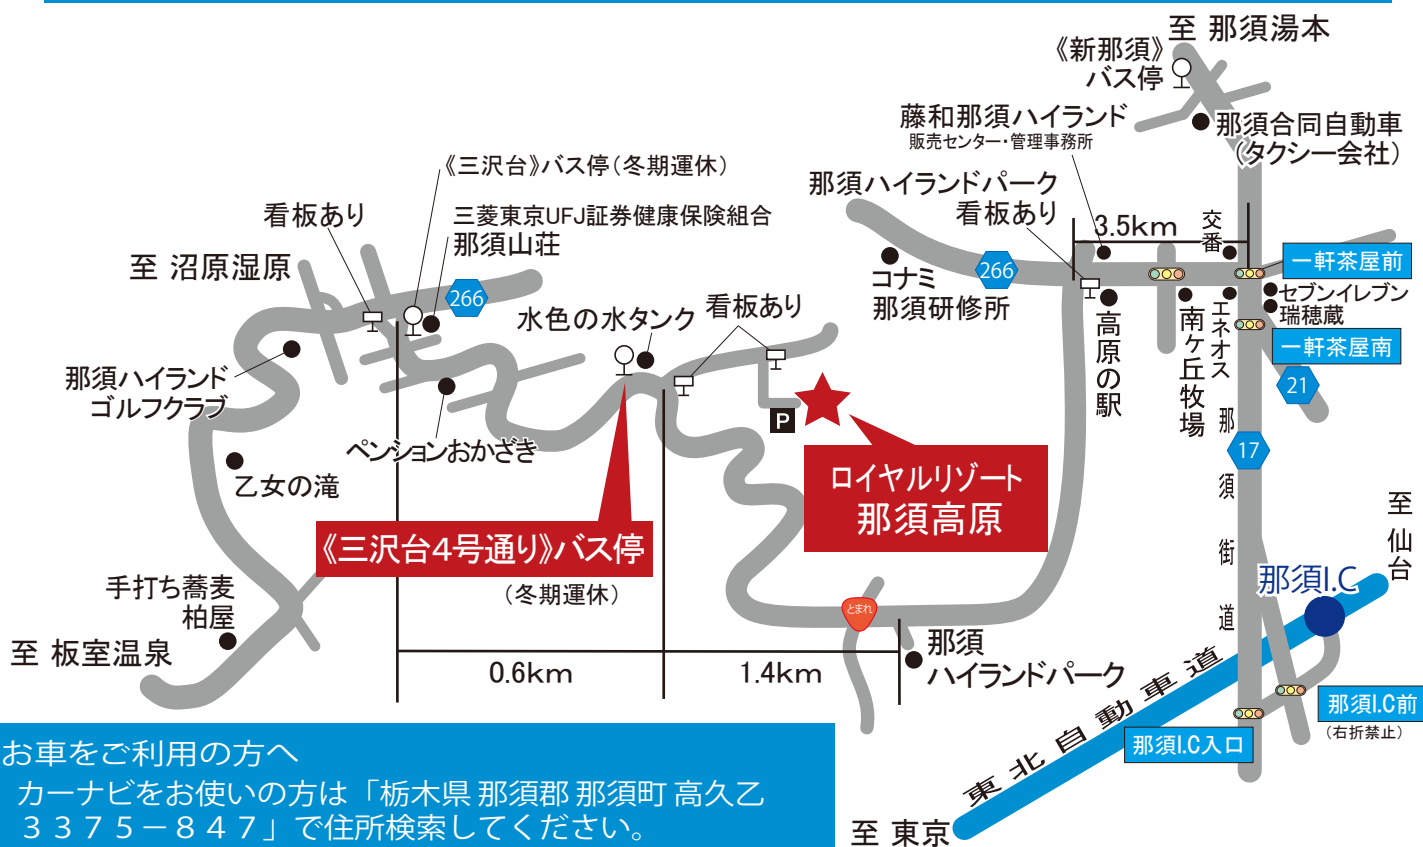 至 那須湯本
《新那須》
バス停
藤和那須ハイランド
販売センター・管理事務所
那須合同自動車
(タクシー会社)
《三沢台》バス停(冬期運休)
那須ハイランドパーク
看板あり
看板あり
三菱東京UFJ証券健康保険組合
那須山荘
3.5km
交番
至 沼原湿原
一軒茶屋前
266
266
コナミ
那須研修所
セブンイレブン
瑞穂蔵
水色の水タンク
看板あり
高原の駅
南ヶ丘牧場
エネオス
一軒茶屋南
21
那須ハイランド
ゴルフクラブ
P
ペンションおかざき
17
那須街道
乙女の滝
ロイヤルリゾート
那須高原
至 仙台
《三沢台4号通り》バス停
(冬期運休)
那須I.C
手打ち蕎麦
柏屋
とまれ
至 板室温泉
那須
ハイランドパーク
0.6km
1.4km
東北自動車道
那須I.C前
(右折禁止)
那須I.C入口
お車をご利用の方へ
カーナビをお使いの方は「栃木県 那須郡 那須町 高久乙
3375-847」で住所検索してください。
至 東京